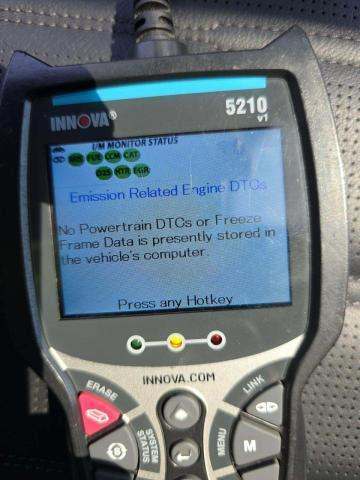 INNOVA®
5210
v1
I/M MONITOR STATUS
MIS FUE CCM CAT
O2S HTR EGR
Emission Related Engine DTCs
No Powertrain DTCs or Freeze
Frame Data is presently stored in
the vehicle's computer.
Press any Hotkey
INNOVA.COM
ERASE
LINK
SYSTEM
STATUS
MENU
M